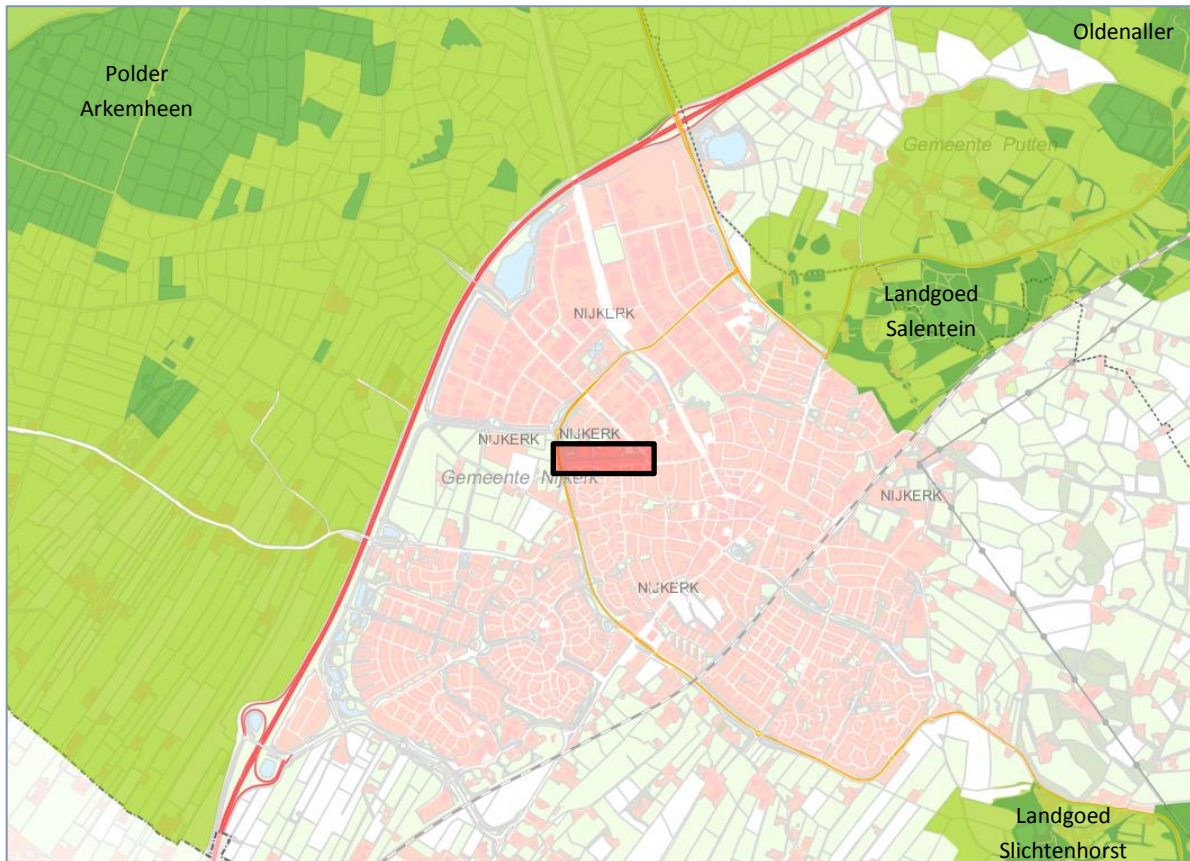 Oldenaller
Polder
Arkemheen
Gemeente Putten
Landgoed
Salentein
NIJKERK
NIJKERK
NIJKERK
Gemeente Nijkerk
NIJKERK
NIJKERK
Landgoed
Slichtenhorst